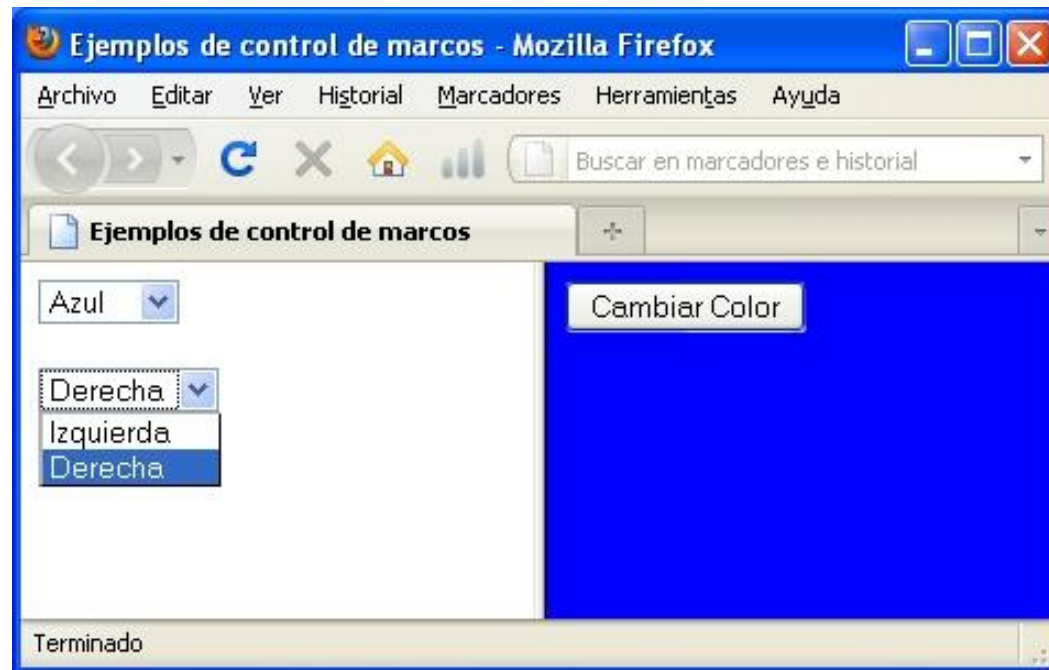 Ejemplos de control de marcos - Mozilla Firefox
Archivo Editar Ver Historial Marcadores Herramientas Ayuda
Buscar en marcadores e historial
Ejemplos de control de marcos
Azul
Cambiar Color
Derecha
Izquierda
Derecha
Terminado